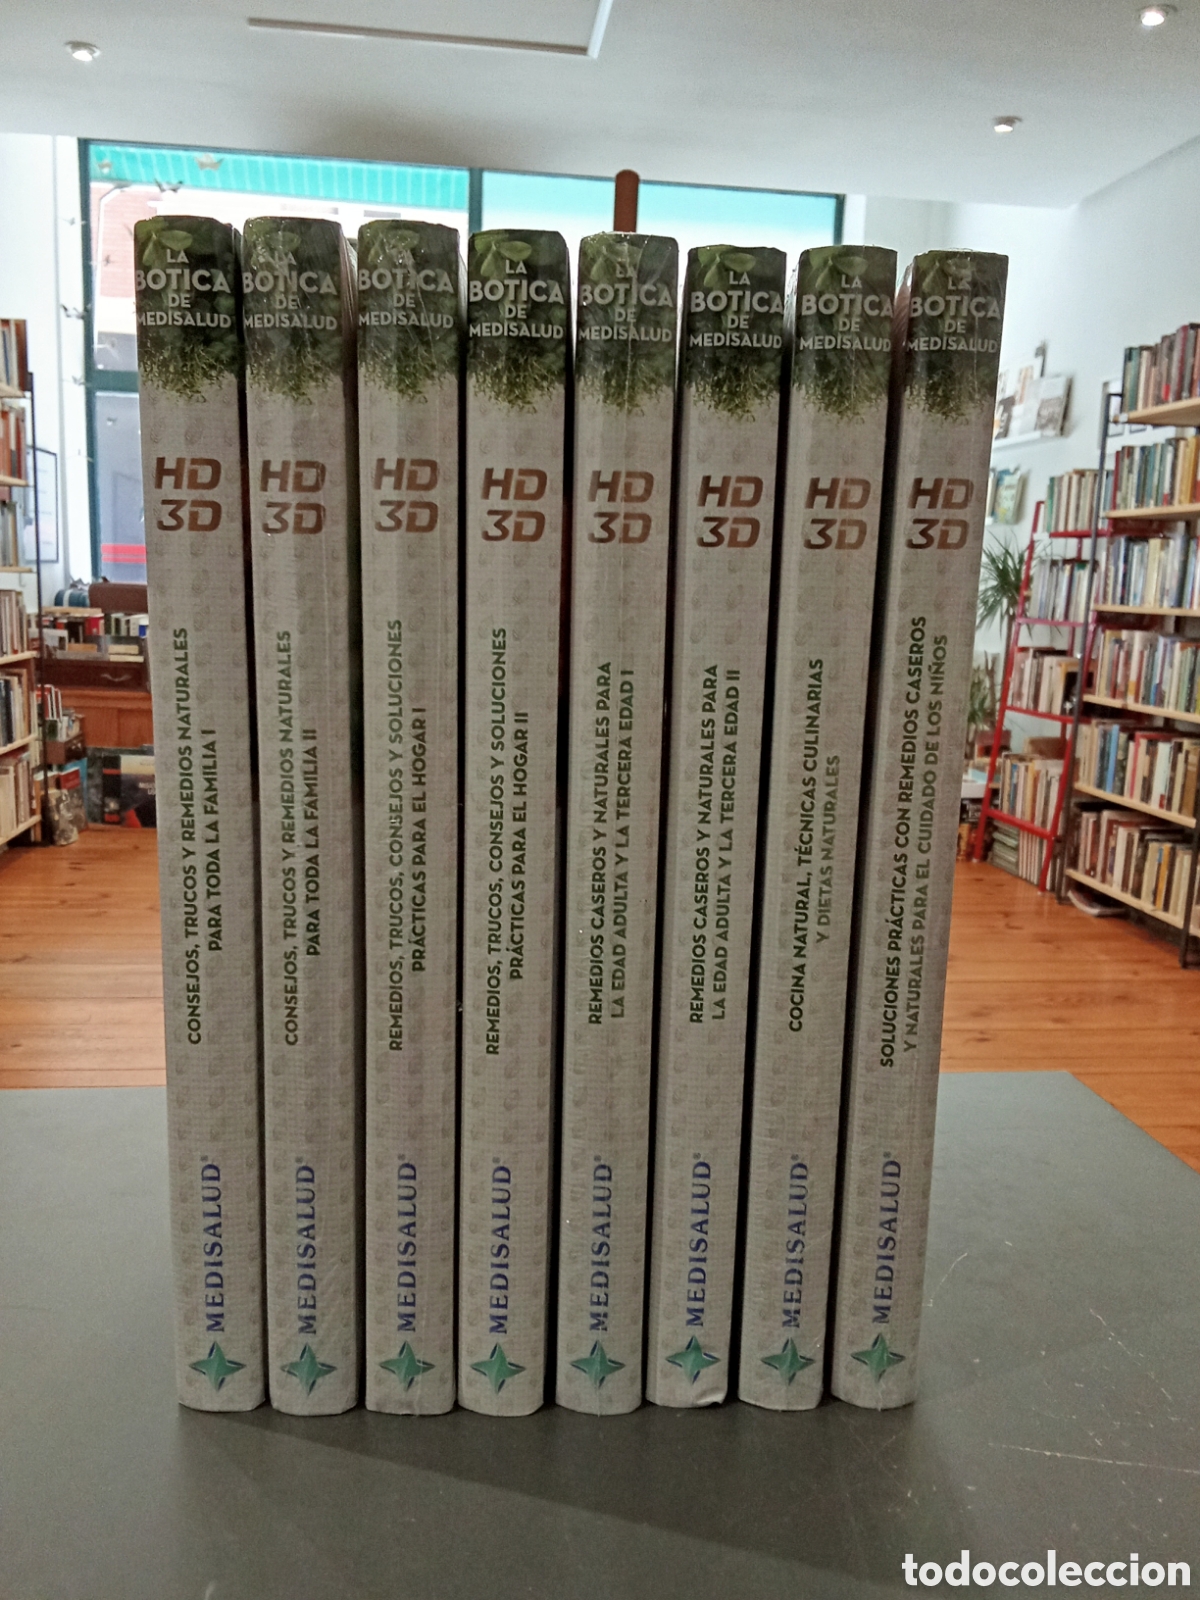 LA
BOTICA
DE
MEDISALUD
HD
3D
CONSEJOS, TRUCOS Y REMEDIOS NATURALES
PARA TODA LA FAMILIA I
MEDISALUD®
LA
BOTICA
DE
MEDISALUD
HD
3D
CONSEJOS, TRUCOS Y REMEDIOS NATURALES
PARA TODA LA FAMILIA II
MEDISALUD®
LA
BOTICA
DE
MEDISALUD
HD
3D
REMEDIOS, TRUCOS, CONSEJOS Y SOLUCIONES
PRÁCTICAS PARA EL HOGAR I
MEDISALUD®
LA
BOTICA
DE
MEDISALUD
HD
3D
REMEDIOS, TRUCOS, CONSEJOS Y SOLUCIONES
PRÁCTICAS PARA EL HOGAR II
MEDISALUD®
LA
BOTICA
DE
MEDISALUD
HD
3D
REMEDIOS CASEROS Y NATURALES PARA
LA EDAD ADULTA Y LA TERCERA EDAD I
MEDISALUD®
LA
BOTICA
DE
MEDISALUD
HD
3D
REMEDIOS CASEROS Y NATURALES PARA
LA EDAD ADULTA Y LA TERCERA EDAD II
MEDISALUD®
LA
BOTICA
DE
MEDISALUD
HD
3D
COCINA NATURAL, TÉCNICAS CULINARIAS
Y DIETAS NATURALES
MEDISALUD®
LA
BOTICA
DE
MEDISALUD
HD
3D
SOLUCIONES PRÁCTICAS CON REMEDIOS CASEROS
Y NATURALES PARA EL CUIDADO DE LOS NIÑOS
MEDISALUD®
todocoleccion